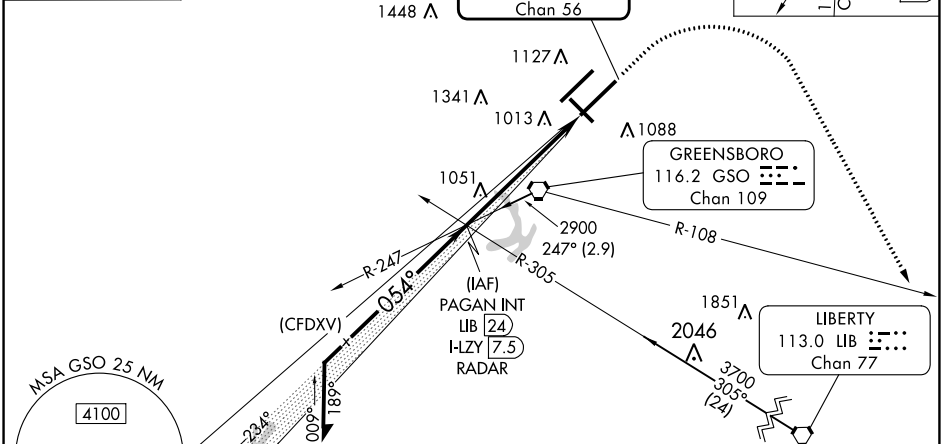 1448
Chan 56
1127
1341
1013
1088
GREENSBORO
116.2 GSO
Chan 109
1051
2900
247° (2.9)
R-108
R-247
R-305
054°
(IAF)
PAGAN INT
LIB 24
I-LZY 7.5
RADAR
(CFDXV)
1851
LIBERTY
113.0 LIB
Chan 77
2046
3700
305°
(24)
MSA GSO 25 NM
4100
009°
189°
234°